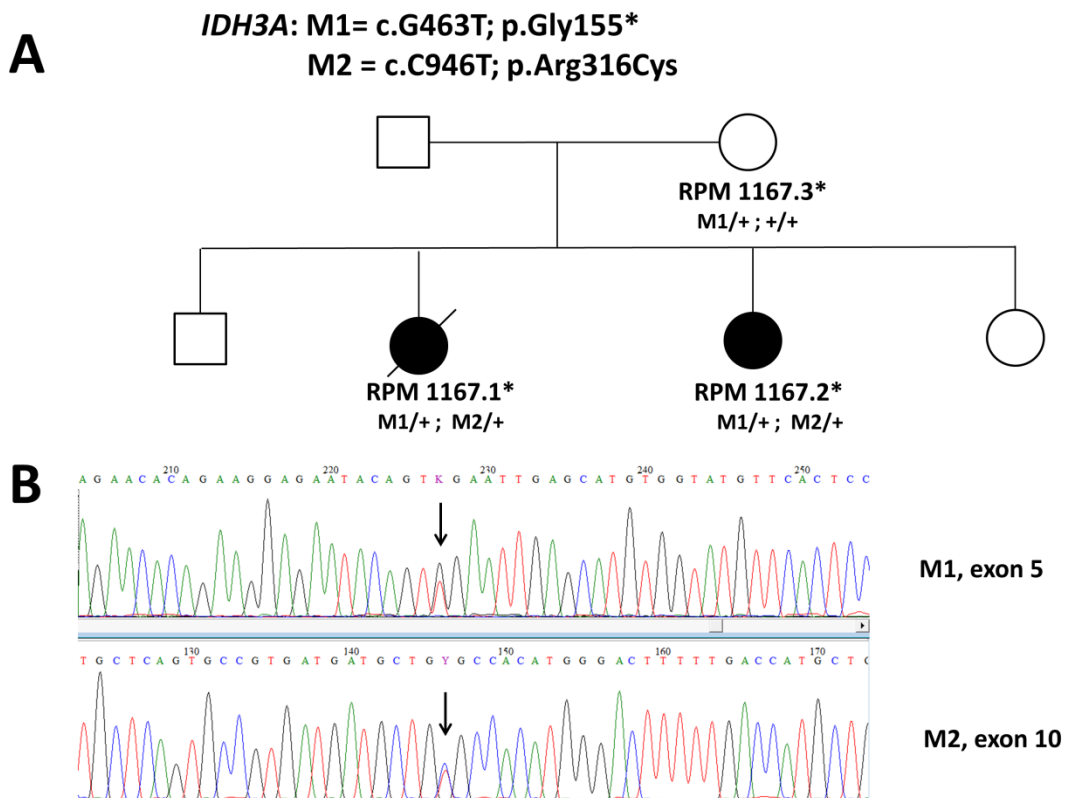 IDH3A: M1= c.G463T; p.Gly155*
M2 = c.C946T; p.Arg316Cys
A
RPM 1167.3*
M1/+ ; +/+
RPM 1167.1*
M1/+ ; M2/+
RPM 1167.2*
M1/+ ; M2/+
B
210 220 230 240 250
A G A A C A C A G A A G G A G A A T A C A G T K G A A T T G A G C A T G T G G T A T G T T C A C T C C
M1, exon 5
130 140 150 160 170
T G C T C A G T G C C G T G A T G A T G C T G Y G C C A C A T G G G A C T T T T T G A C C A T G C T
M2, exon 10